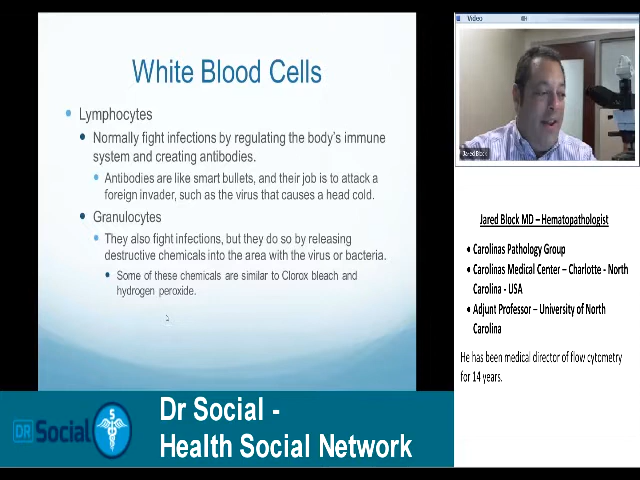 White Blood Cells
Lymphocytes
Normally fight infections by regulating the body's immune
system and creating antibodies.
Antibodies are like smart bullets, and their job is to attack a
foreign invader, such as the virus that causes a head cold.
Granulocytes
They also fight infections, but they do so by releasing
destructive chemicals into the area with the virus or bacteria.
Some of these chemicals are similar to Clorox bleach and
hydrogen peroxide.
Video
Jared Block
Jared Block MD – Hematopathologist
Carolinas Pathology Group
Carolinas Medical Center – Charlotte - North
Carolina - USA
Adjunt Professor – University of North
Carolina
He has been medical director of flow cytometry
for 14 years.
DR Social
S
Dr Social -
Health Social Network